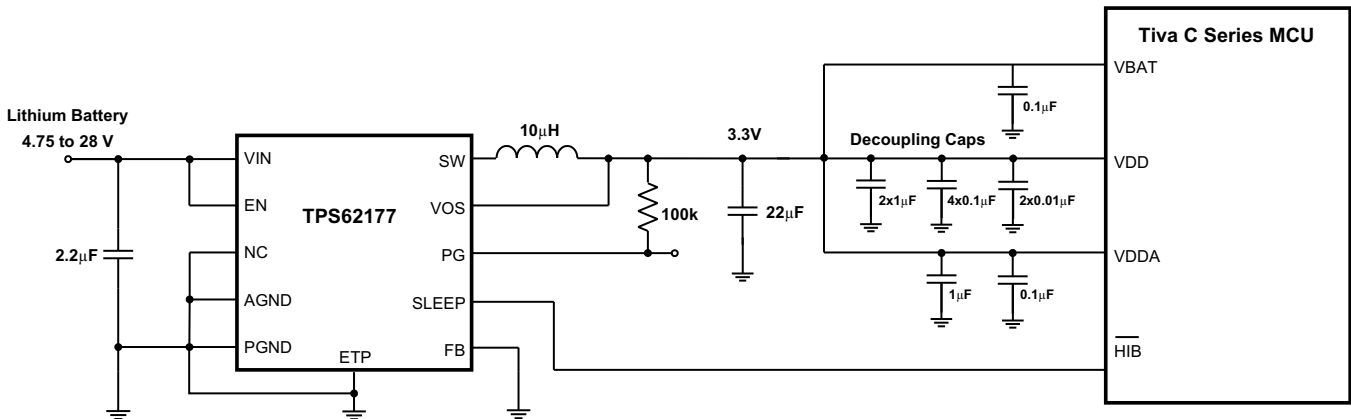 Tiva C Series MCU
VBAT
0.1μF
Lithium Battery
4.75 to 28 V
10μH
3.3V
Decoupling Caps
VIN
SW
VDD
EN
TPS62177
VOS
100k
22μF
2x1μF
4x0.1μF
2x0.01μF
2.2μF
NC
PG
VDDA
AGND
SLEEP
1μF
0.1μF
PGND
ETP
FB
HIB